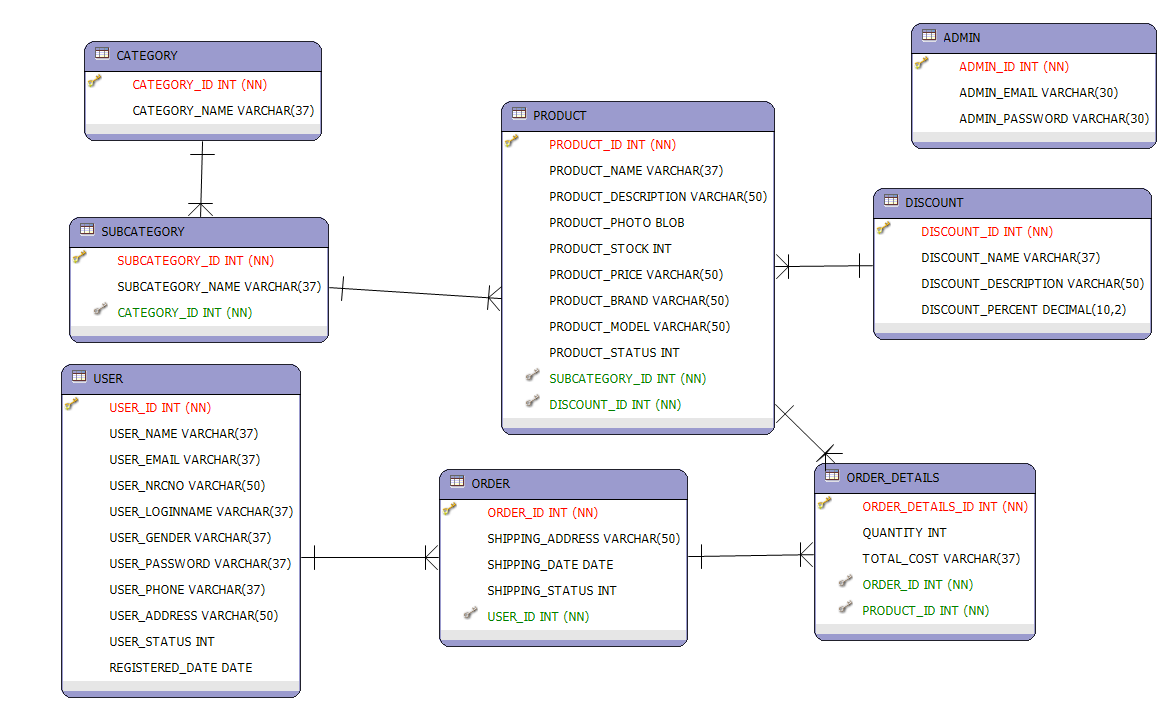 CATEGORY
CATEGORY_ID INT (NN)
CATEGORY_NAME VARCHAR(37)
SUBCATEGORY
SUBCATEGORY_ID INT (NN)
SUBCATEGORY_NAME VARCHAR(37)
CATEGORY_ID INT (NN)
USER
USER_ID INT (NN)
USER_NAME VARCHAR(37)
USER_EMAIL VARCHAR(37)
USER_NRCNO VARCHAR(50)
USER_LOGINNAME VARCHAR(37)
USER_GENDER VARCHAR(37)
USER_PASSWORD VARCHAR(37)
USER_PHONE VARCHAR(37)
USER_ADDRESS VARCHAR(50)
USER_STATUS INT
REGISTERED_DATE DATE
PRODUCT
PRODUCT_ID INT (NN)
PRODUCT_NAME VARCHAR(37)
PRODUCT_DESCRIPTION VARCHAR(50)
PRODUCT_PHOTO BLOB
PRODUCT_STOCK INT
PRODUCT_PRICE VARCHAR(50)
PRODUCT_BRAND VARCHAR(50)
PRODUCT_MODEL VARCHAR(50)
PRODUCT_STATUS INT
SUBCATEGORY_ID INT (NN)
DISCOUNT_ID INT (NN)
ORDER
ORDER_ID INT (NN)
SHIPPING_ADDRESS VARCHAR(50)
SHIPPING_DATE DATE
SHIPPING_STATUS INT
USER_ID INT (NN)
ADMIN
ADMIN_ID INT (NN)
ADMIN_EMAIL VARCHAR(30)
ADMIN_PASSWORD VARCHAR(30)
DISCOUNT
DISCOUNT_ID INT (NN)
DISCOUNT_NAME VARCHAR(37)
DISCOUNT_DESCRIPTION VARCHAR(50)
DISCOUNT_PERCENT DECIMAL(10,2)
ORDER_DETAILS
ORDER_DETAILS_ID INT (NN)
QUANTITY INT
TOTAL_COST VARCHAR(37)
ORDER_ID INT (NN)
PRODUCT_ID INT (NN)